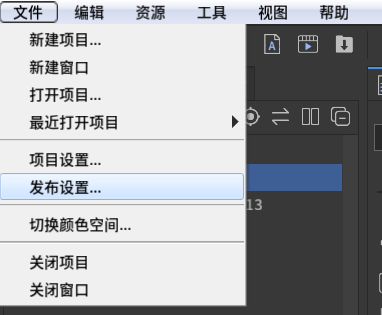 文件 编辑 资源 工具 视图 帮助
新建项目...
新建窗口
打开项目...
最近打开项目
项目设置...
发布设置...
13
切换颜色空间...
关闭项目
关闭窗口